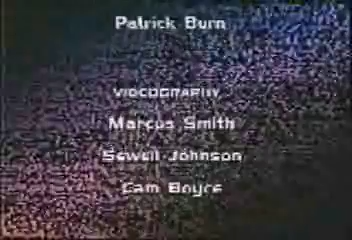 Patrick Burn
VIDEOGRAPHY
Marcus Smith
Sewell Johnson
Cam Boyce